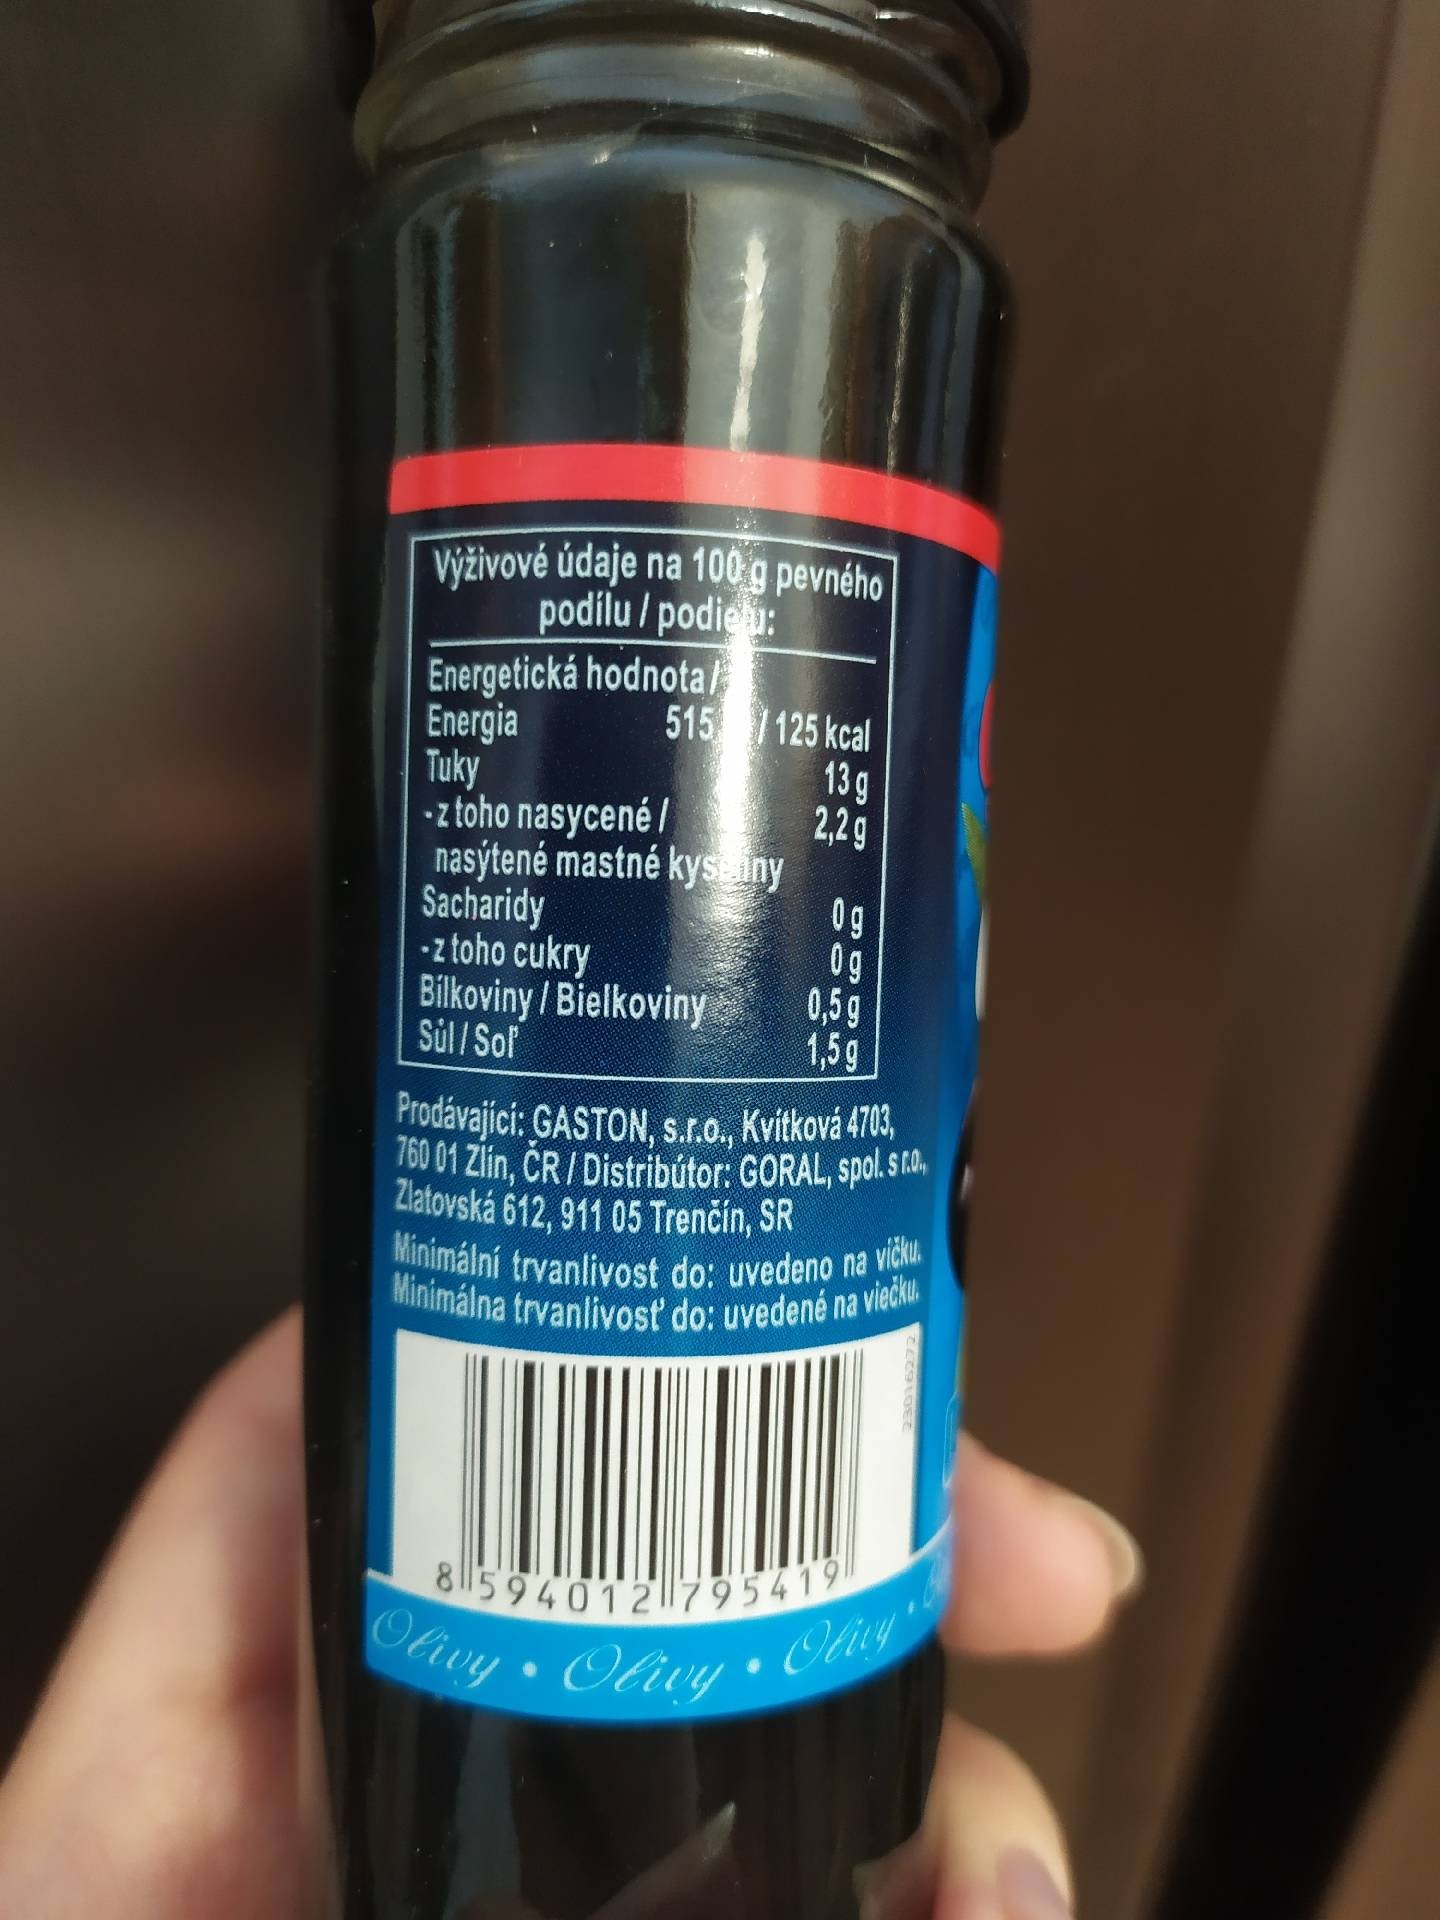 Výživové údaje na 100 g pevného
podílu / podielu:
Energetická hodnota /
Energia 515 / 125 kcal
Tuky 13 g
- z toho nasycené / 2,2 g
nasýtené mastné kyseliny
Sacharidy 0 g
- z toho cukry 0 g
Bílkoviny / Bielkoviny 0,5 g
Sůl / Soľ 1,5 g
Prodávající: GASTON, s.r.o., Kvítková 4703,
760 01 Zlín, ČR / Distribútor: GORAL, spol. s r.o.,
Zlatovská 612, 911 05 Trenčín, SR
Minimální trvanlivost do: uvedeno na víčku.
Minimálna trvanlivosť do: uvedené na viečku.
23016272
8 594012 795419
Olivy • Olivy • Olivy •